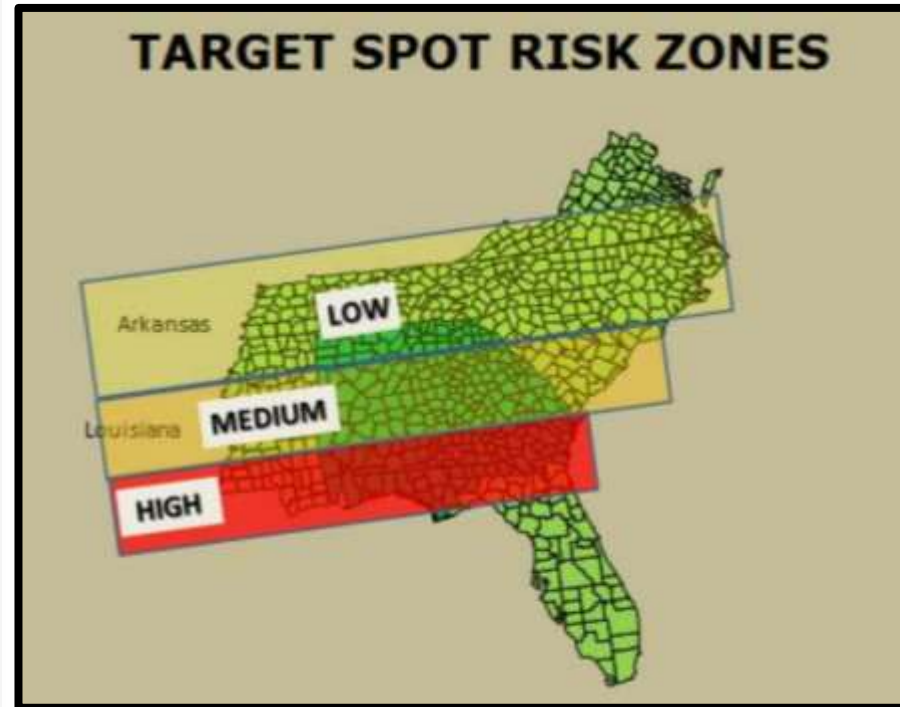 TARGET SPOT RISK ZONES
Arkansas
LOW
Louisiana
MEDIUM
HIGH